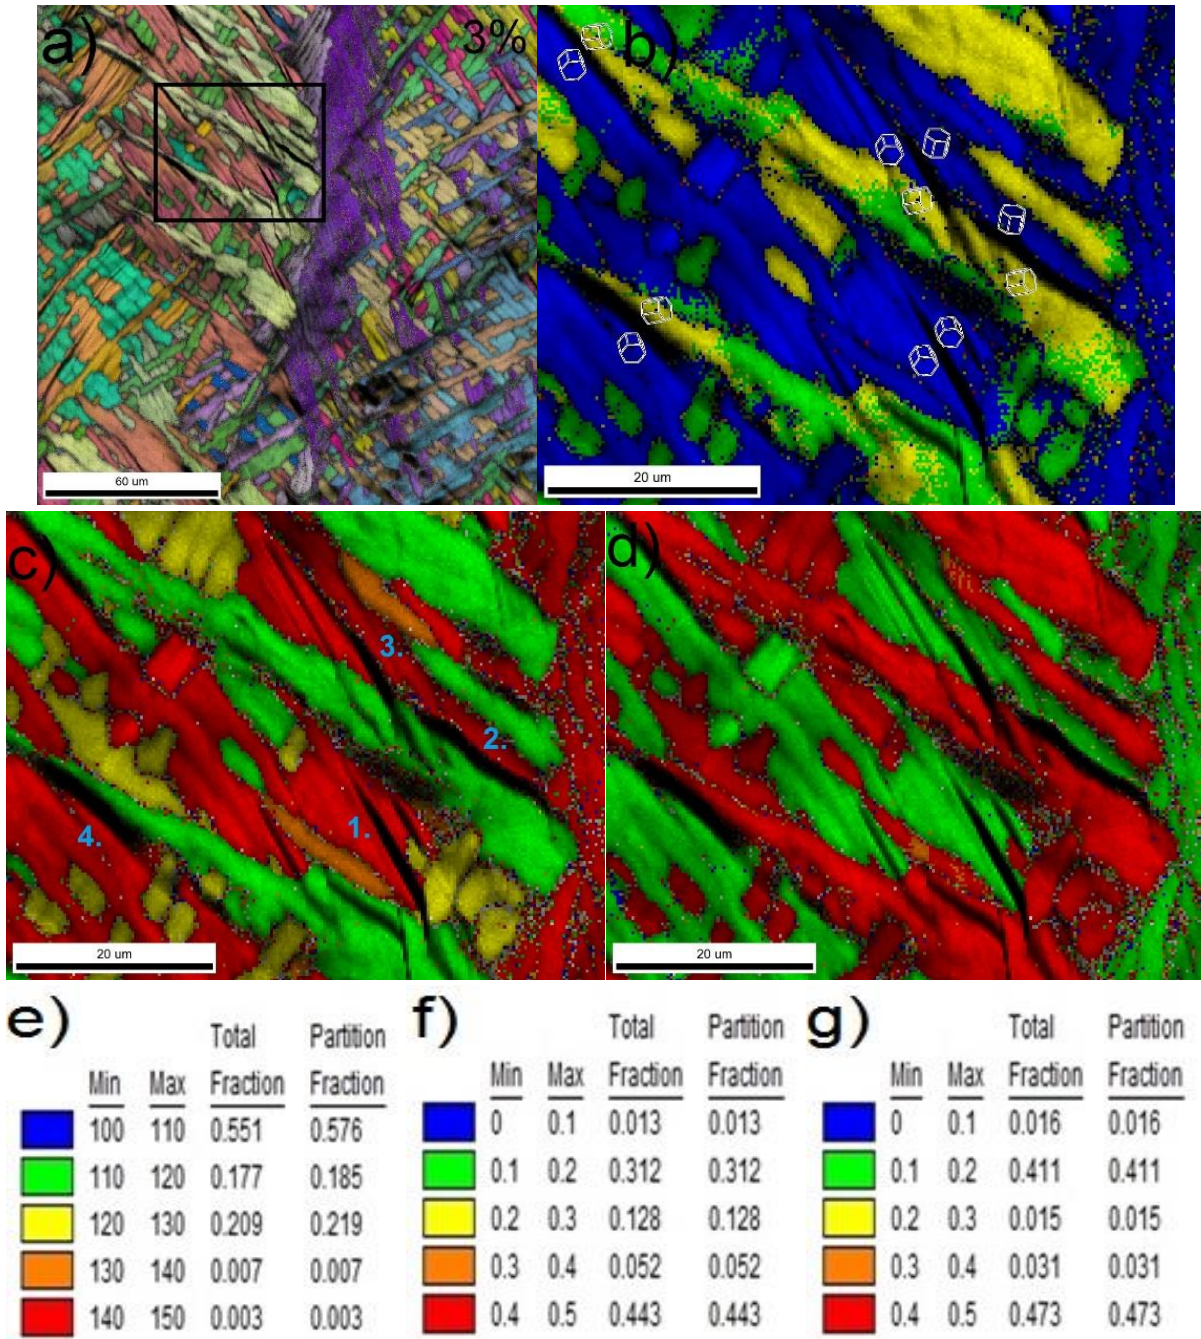 a)
3%
60 um
b)
20 um
c)
3.
2.
1.
4.
20 um
d)
20 um
e)
Total Partition
Min Max Fraction Fraction
100 110 0.551 0.576
110 120 0.177 0.185
120 130 0.209 0.219
130 140 0.007 0.007
140 150 0.003 0.003
f)
Total Partition
Min Max Fraction Fraction
0 0.1 0.013 0.013
0.1 0.2 0.312 0.312
0.2 0.3 0.128 0.128
0.3 0.4 0.052 0.052
0.4 0.5 0.443 0.443
g)
Total Partition
Min Max Fraction Fraction
0 0.1 0.016 0.016
0.1 0.2 0.411 0.411
0.2 0.3 0.015 0.015
0.3 0.4 0.031 0.031
0.4 0.5 0.473 0.473